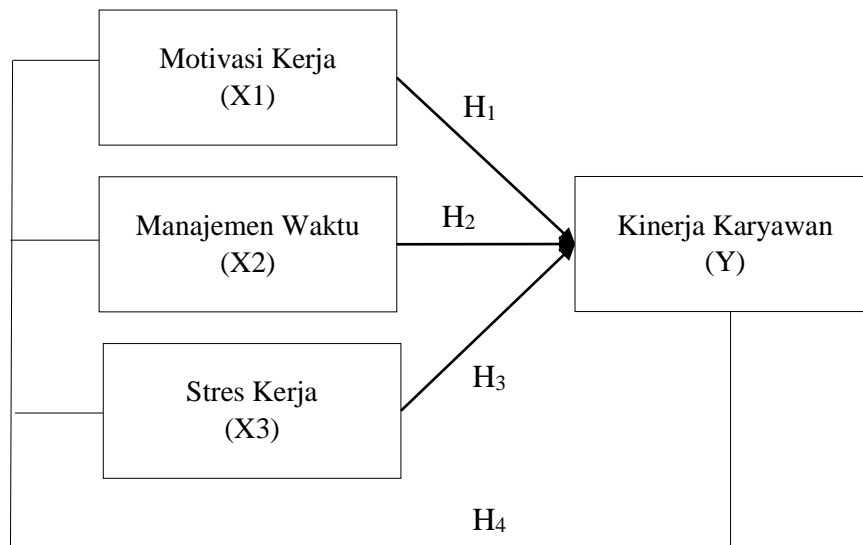 Motivasi Kerja
(X1)
H₁
Manajemen Waktu
(X2)
H₂
Kinerja Karyawan
(Y)
Stres Kerja
(X3)
H₃
H₄